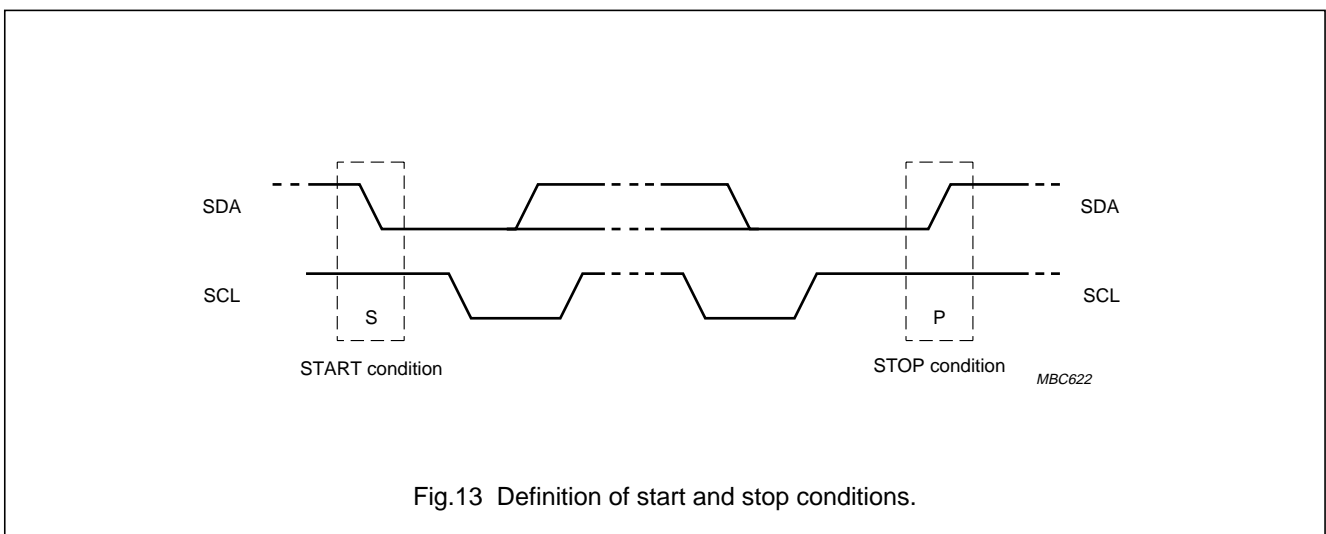 SDA
SDA
SCL
SCL
S
P
START condition
STOP condition
MBC622
Fig.13 Definition of start and stop conditions.